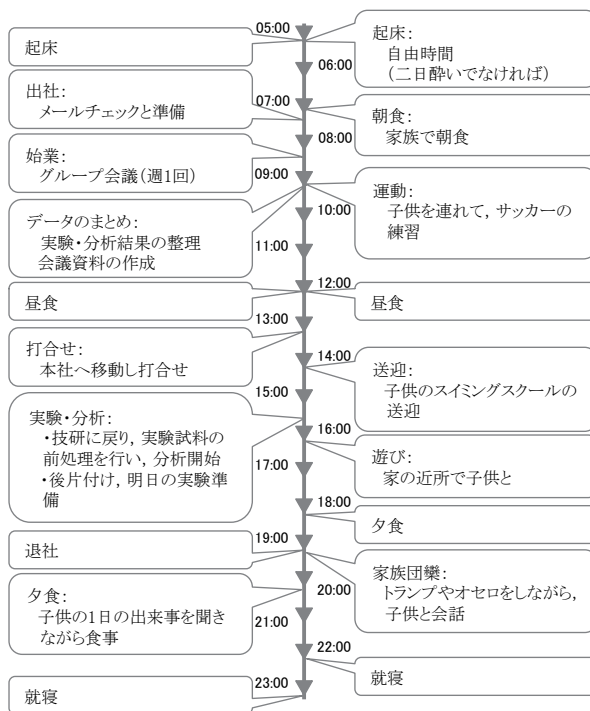 05:00
起床
起床：
自由時間
（二日酔いでなければ）
06:00
出社：
メールチェックと準備
07:00
朝食：
家族で朝食
08:00
始業：
グループ会議（週1回）
09:00
運動：
子供を連れて，サッカーの
練習
10:00
データのまとめ：
実験・分析結果の整理
会議資料の作成
11:00
12:00
昼食
昼食
13:00
打合せ：
本社へ移動し打合せ
14:00
送迎：
子供のスイミングスクールの
送迎
15:00
実験・分析：
・技研に戻り，実験試料の
前処理を行い，分析開始
・後片付け，明日の実験準
備
16:00
遊び：
家の近所で子供と
17:00
18:00
夕食
19:00
退社
家族団欒：
トランプやオセロをしながら，
子供と会話
20:00
夕食：
子供の1日の出来事を聞き
ながら食事
21:00
22:00
就寝
23:00
就寝